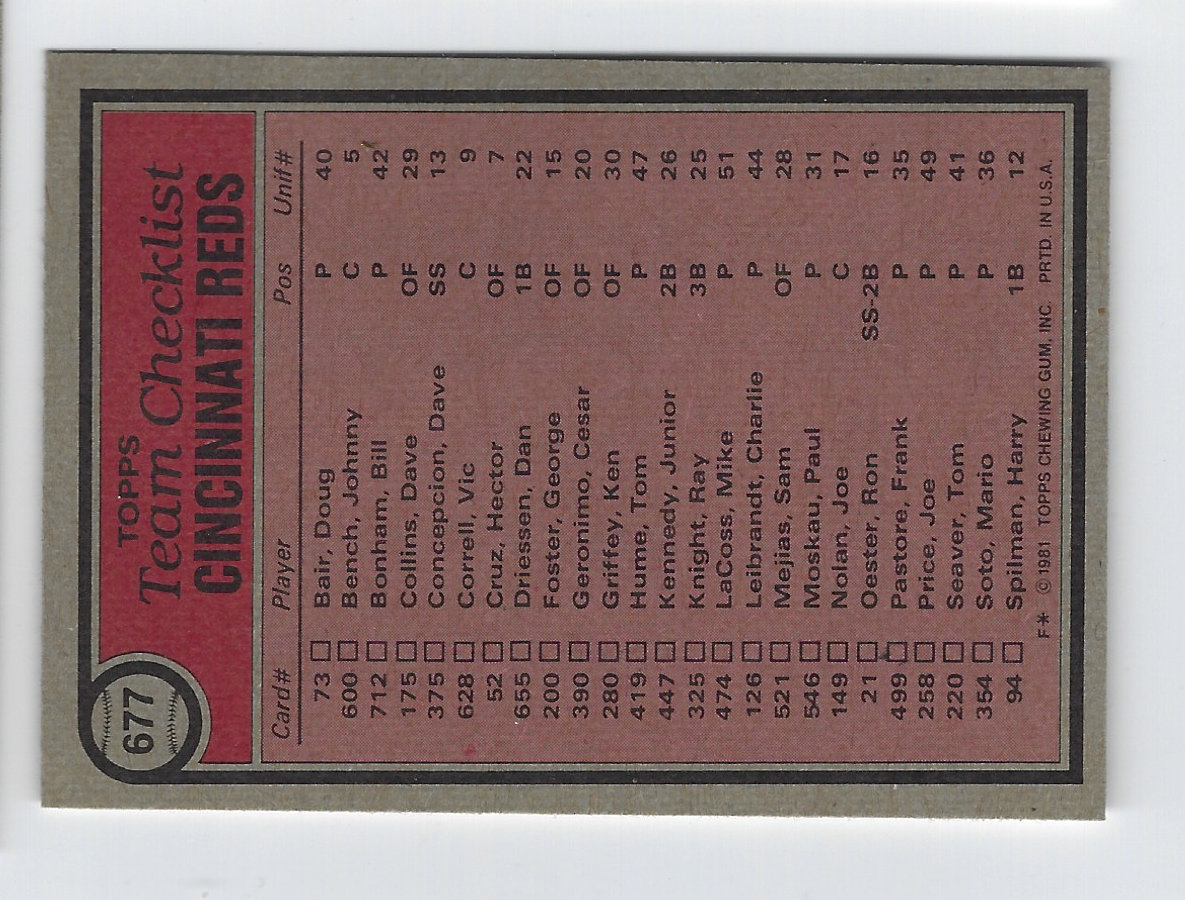 677
TOPPS
Team Checklist
CINCINNATI REDS
Card# Player Pos Unif#
73 Bair, Doug P 40
600 Bench, Johnny C 5
712 Bonham, Bill P 42
175 Collins, Dave OF 29
375 Concepcion, Dave SS 13
628 Correll, Vic C 9
52 Cruz, Hector OF 7
655 Driessen, Dan 1B 22
200 Foster, George OF 15
390 Geronimo, Cesar OF 20
280 Griffey, Ken OF 30
419 Hume, Tom P 47
447 Kennedy, Junior 2B 26
325 Knight, Ray 3B 25
474 LaCoss, Mike P 51
126 Leibrandt, Charlie P 44
521 Mejias, Sam OF 28
546 Moskau, Paul P 31
149 Nolan, Joe C 17
21 Oester, Ron SS-2B 16
499 Pastore, Frank P 35
258 Price, Joe P 49
220 Seaver, Tom P 41
354 Soto, Mario P 36
94 Spilman, Harry 1B 12
F* ©1981 TOPPS CHEWING GUM, INC. PRTD. IN U.S.A.